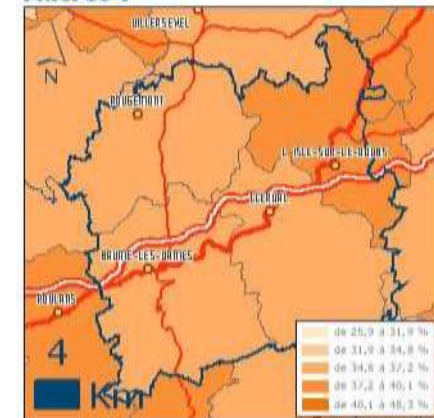 VILLERSEXEL
N
ROUGEMONT
L'ISLE-SUR-LE-DOUBS
CLERVAL
BAUME-LES-DAMES
ROULANS
4
Km
de 25,9 à 31,9 %
de 31,9 à 34,8 %
de 34,8 à 37,2 %
de 37,2 à 40,1 %
de 40,1 à 48,3 %